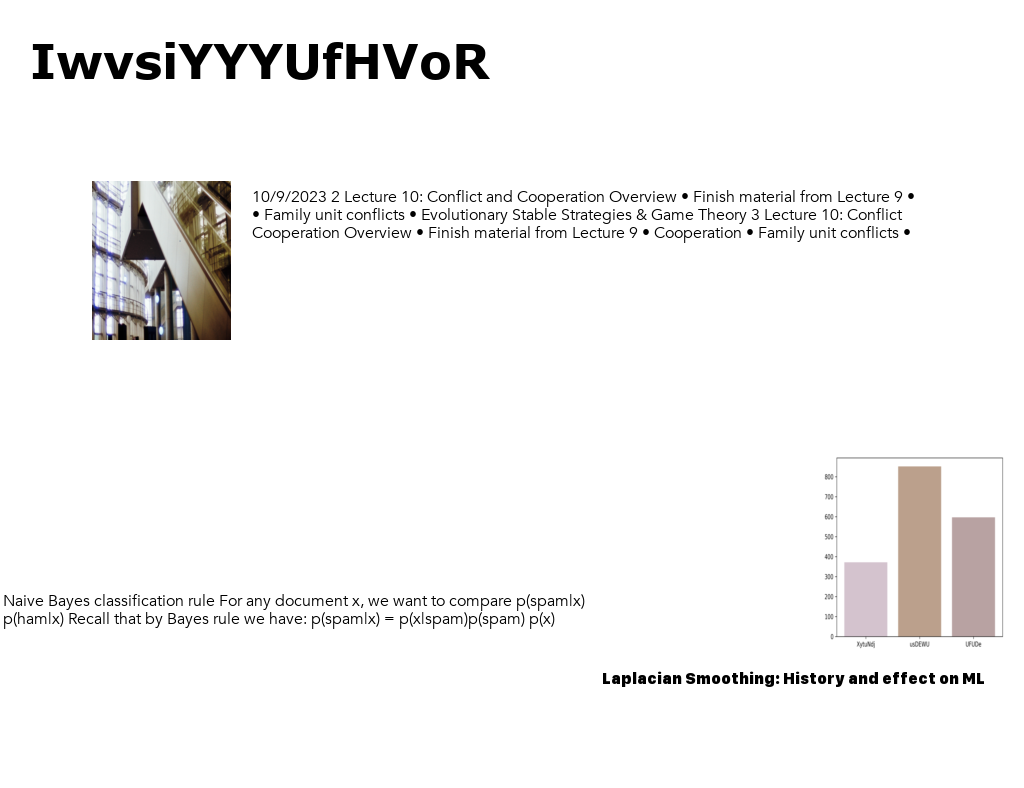 IwvsiYYYUfHVoR
10/9/2023 2 Lecture 10: Conflict and Cooperation Overview • Finish material from Lecture 9 •
• Family unit conflicts • Evolutionary Stable Strategies & Game Theory 3 Lecture 10: Conflict
Cooperation Overview • Finish material from Lecture 9 • Cooperation • Family unit conflicts •
800
700
600
500
400
300
200
100
0
XytuNdj usDEWU UFUDe
Naive Bayes classification rule For any document x, we want to compare p(spam|x)
p(ham|x) Recall that by Bayes rule we have: p(spam|x) = p(x|spam)p(spam) p(x)
Laplacian Smoothing: History and effect on ML